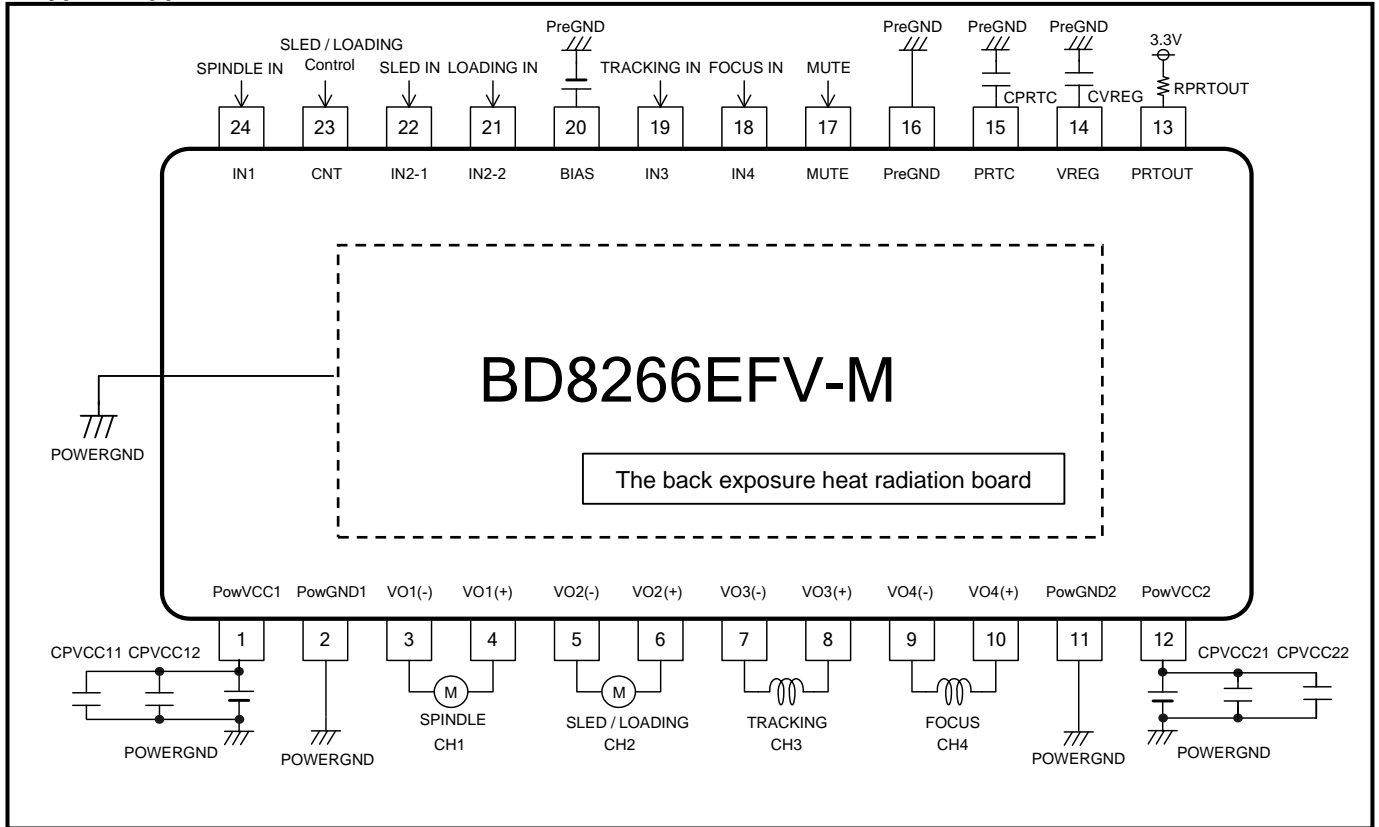 PreGND
PreGND
PreGND
PreGND
3.3V
SLED / LOADING
Control
SPINDLE IN
SLED IN
LOADING IN
TRACKING IN
FOCUS IN
MUTE
CPRTC
CVREG
RPRTOUT
24
23
22
21
20
19
18
17
16
15
14
13
IN1
CNT
IN2-1
IN2-2
BIAS
IN3
IN4
MUTE
PreGND
PRTC
VREG
PRTOUT
BD8266EFV-M
POWERGND
The back exposure heat radiation board
PowVCC1
PowGND1
VO1(-)
VO1(+)
VO2(-)
VO2(+)
VO3(-)
VO3(+)
VO4(-)
VO4(+)
PowGND2
PowVCC2
1
2
3
4
5
6
7
8
9
10
11
12
CPVCC11
CPVCC12
CPVCC21
CPVCC22
M
M
SPINDLE
CH1
SLED / LOADING
CH2
TRACKING
CH3
FOCUS
CH4
POWERGND
POWERGND
POWERGND
POWERGND